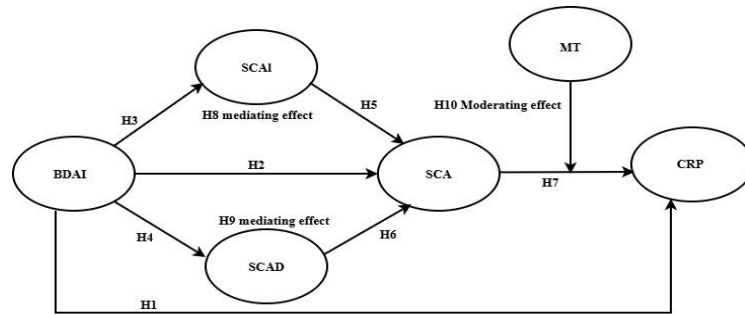 MT
SCAI
H10 Moderating effect
H3
H5
H8 mediating effect
BDAI
H2
SCA
H7
CRP
H9 mediating effect
H4
H6
SCAD
H1